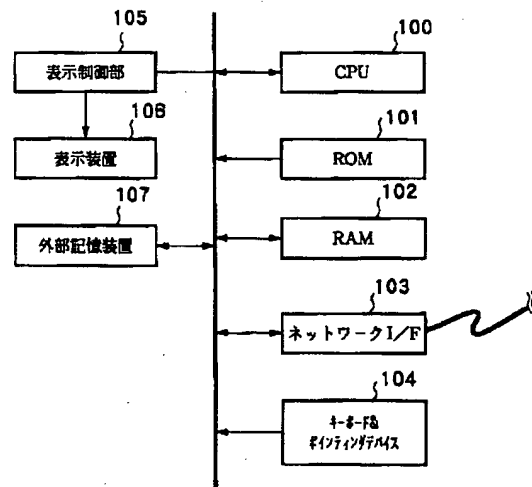 105
表示制御部
106
表示装置
107
外部記憶装置
100
CPU
101
ROM
102
RAM
103
ネットワークI/F
104
ｷｰﾎﾞｰﾄﾞ&
ﾎﾟｲﾝﾃｨﾝｸﾞﾃﾞﾊﾞｲｽ